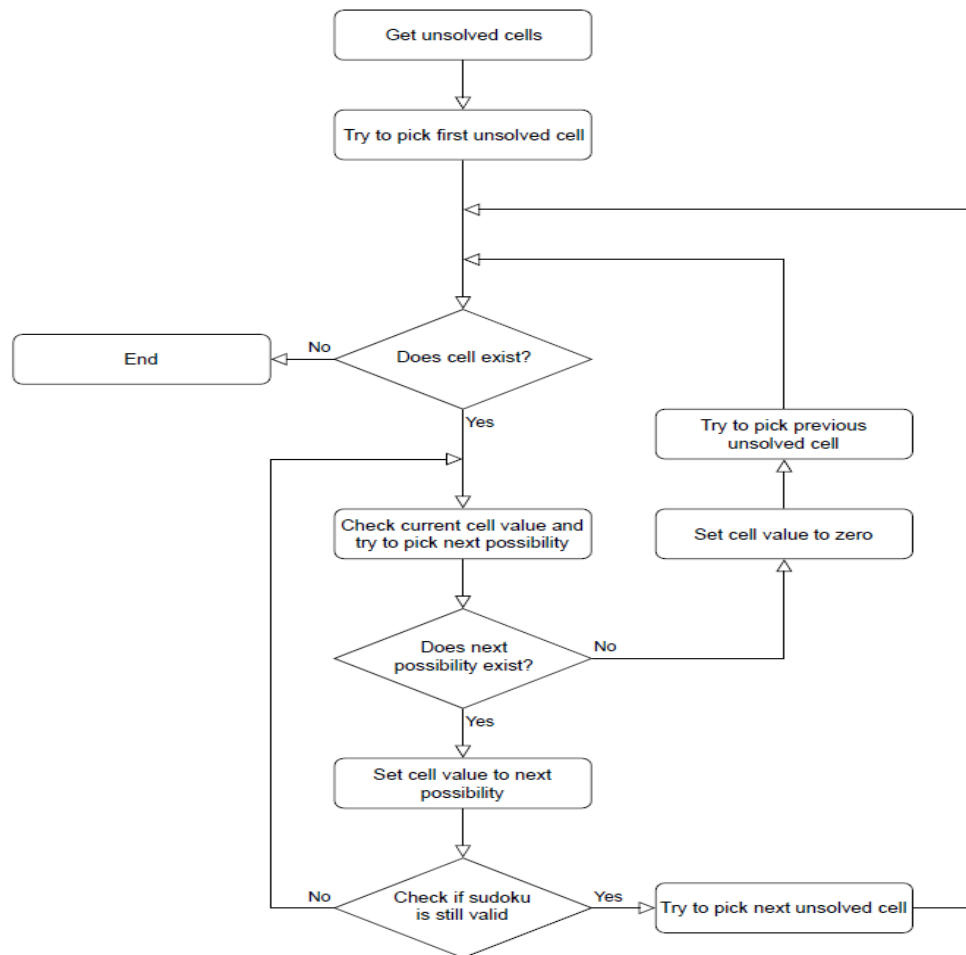 Get unsolved cells
Try to pick first unsolved cell
Does cell exist?
No
End
Yes
Try to pick previous
unsolved cell
Check current cell value and
try to pick next possibility
Set cell value to zero
Does next
possibility exist?
No
Yes
Set cell value to next
possibility
Check if sudoku
is still valid
No
Yes
Try to pick next unsolved cell